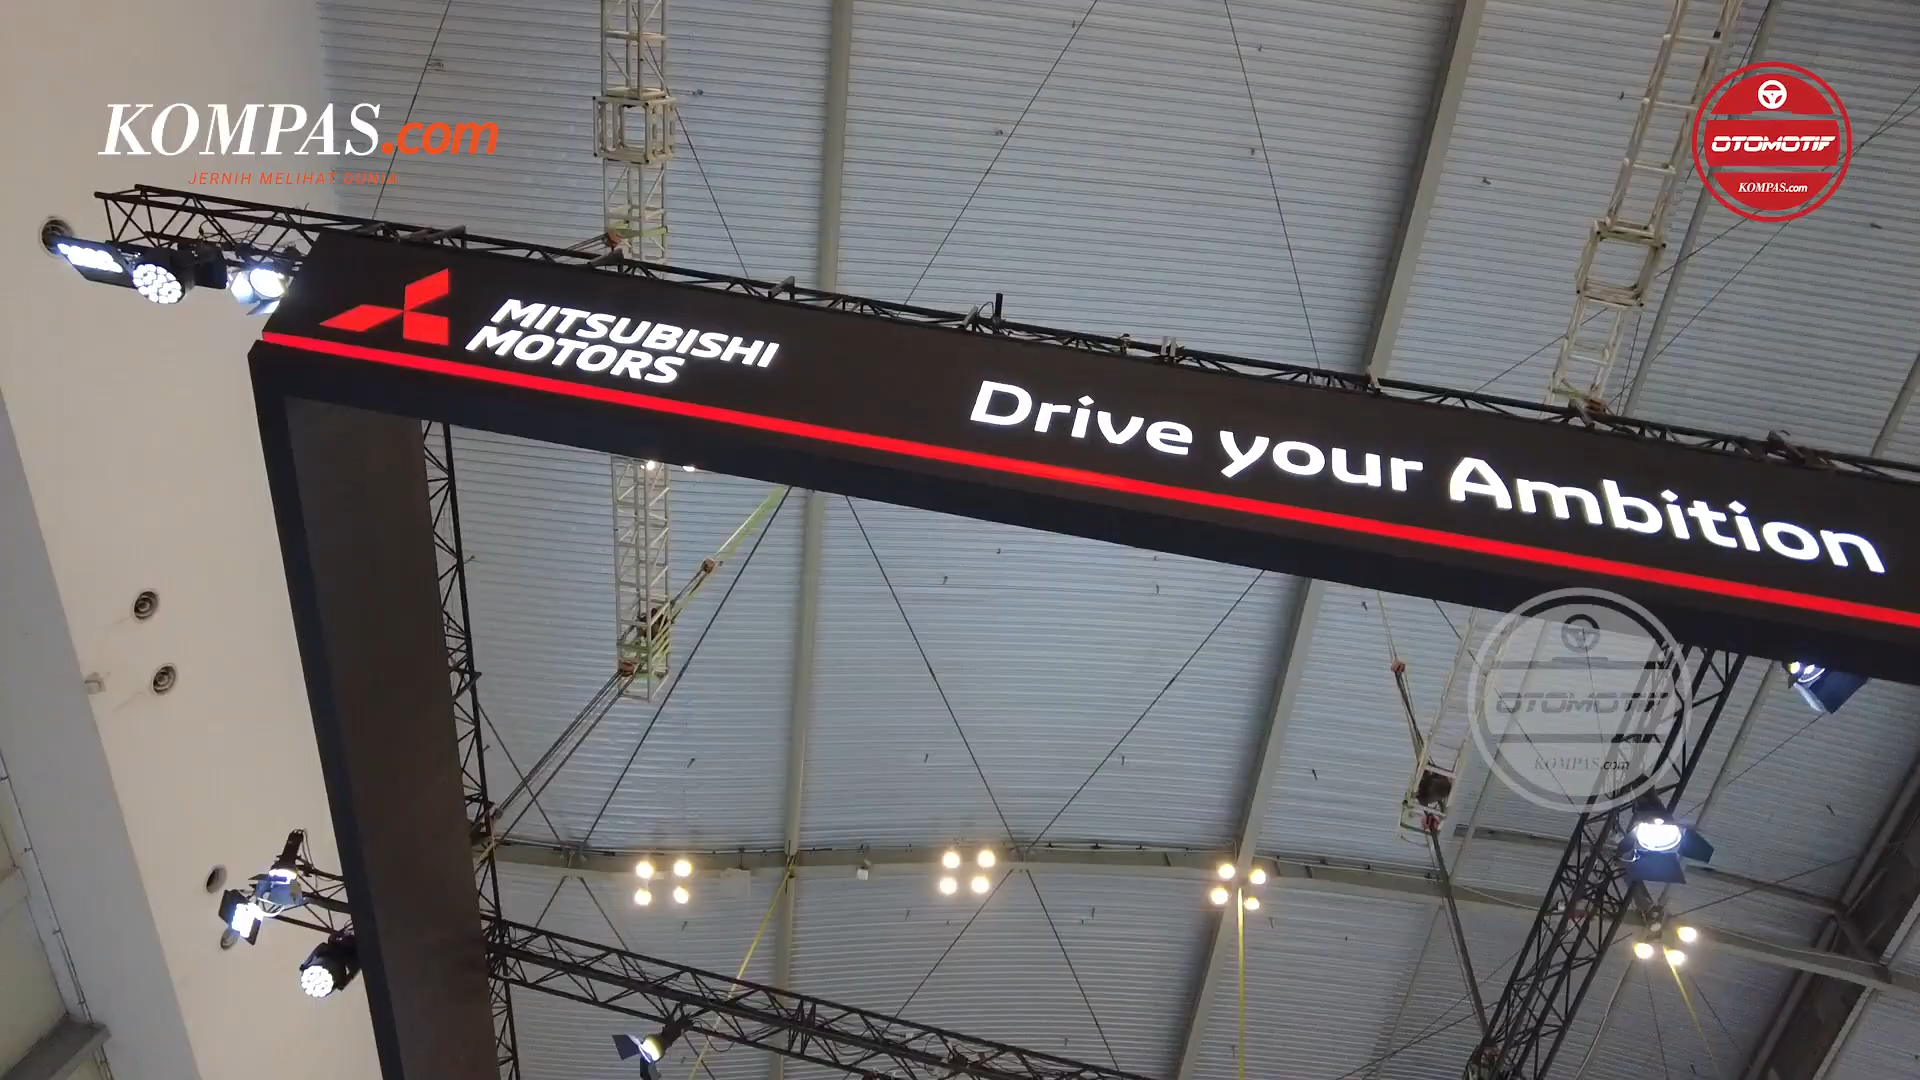 KOMPAS.com
JERNIH MELIHAT DUNIA
OTOMOTIF
KOMPAS.com
MITSUBISHI
MOTORS
Drive your Ambition
OTOMOTIF
KOMPAS.com